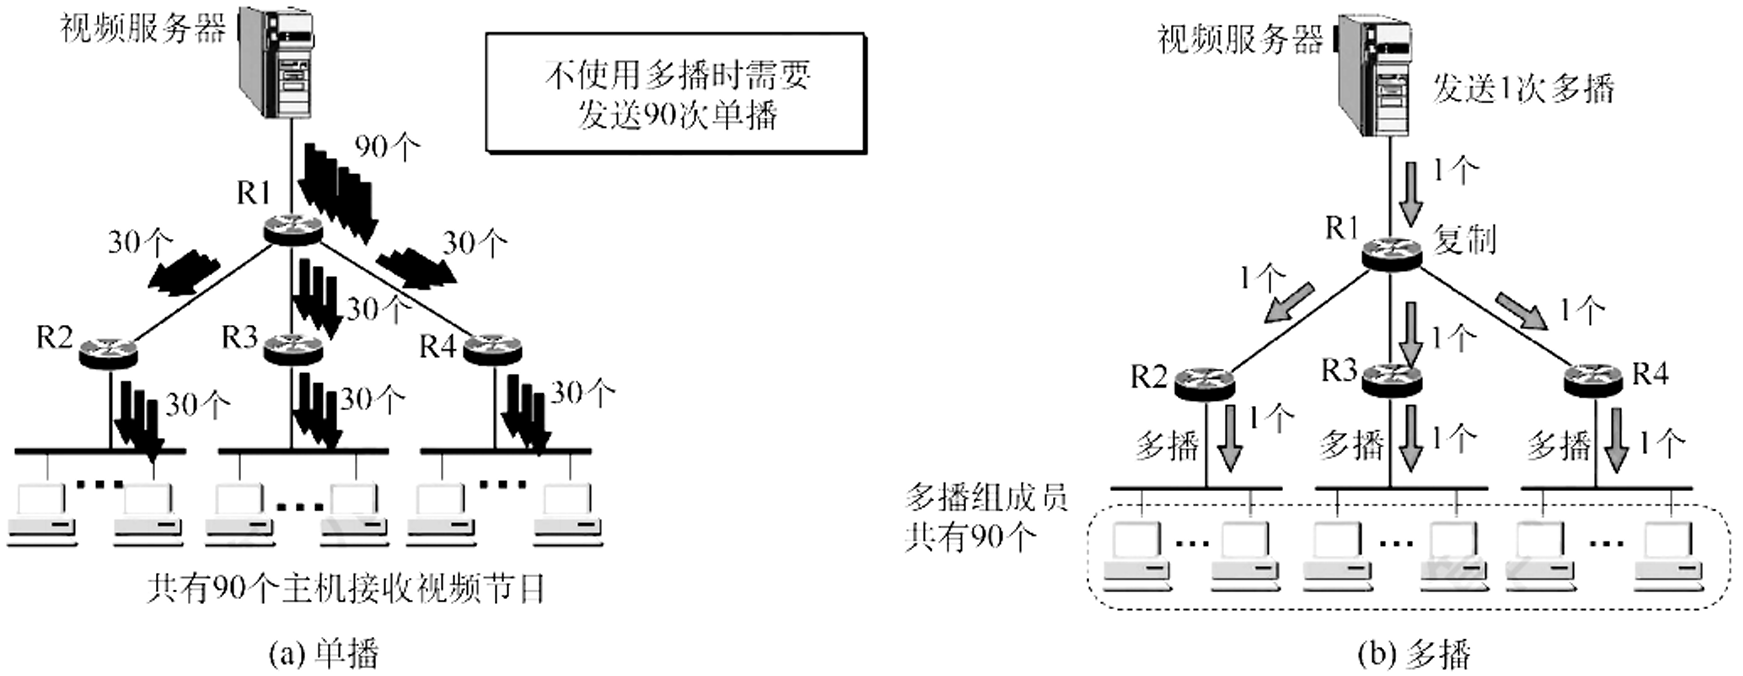 视频服务器
不使用多播时需要
发送90次单播
90个
R1
30个
30个
30个
R2
R3
R4
30个
30个
30个
共有90个主机接收视频节目
(a) 单播
视频服务器
发送1次多播
1个
R1
复制
1个
1个
1个
R2
R3
R4
多播
1个
多播
1个
多播
1个
多播组成员
共有90个
(b) 多播